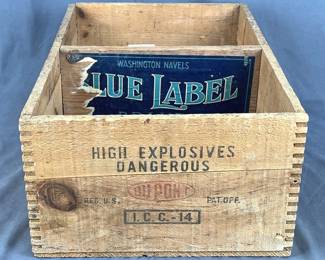 WASHINGTON NAVELS
LUE LABEL
HIGH EXPLOSIVES
DANGEROUS
DU PONT
REG. U.S. PAT. OFF.
I.C.C.-14